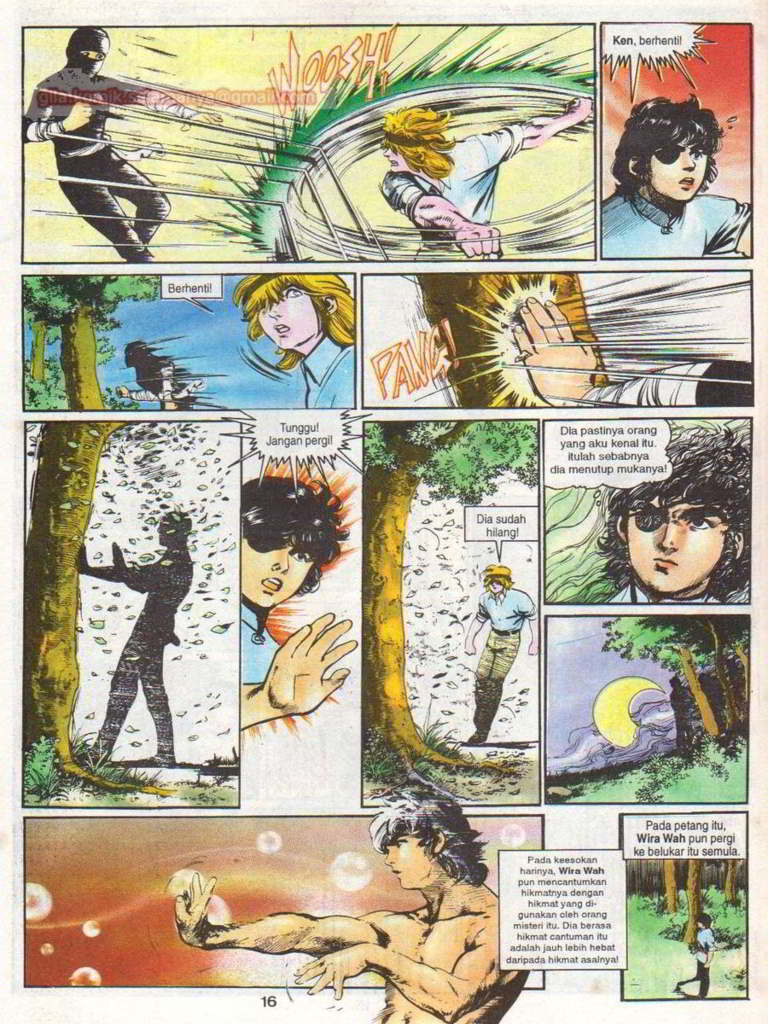 WOOSH!
Ken, berhenti!
Berhenti!
PANG!
Tunggu!
Jangan pergi!
Dia sudah
hilang!
Dia pastinya orang
yang aku kenal itu.
itulah sebabnya
dia menutup mukanya!
Pada keesokan
harinya, Wira Wah
pun mencantumkan
hikmatnya dengan
hikmat yang di-
gunakan oleh orang
misteri itu. Dia berasa
hikmat cantuman itu
adalah jauh lebih hebat
daripada hikmat asalnya!
Pada petang itu,
Wira Wah pun pergi
ke belukar itu semula.
16